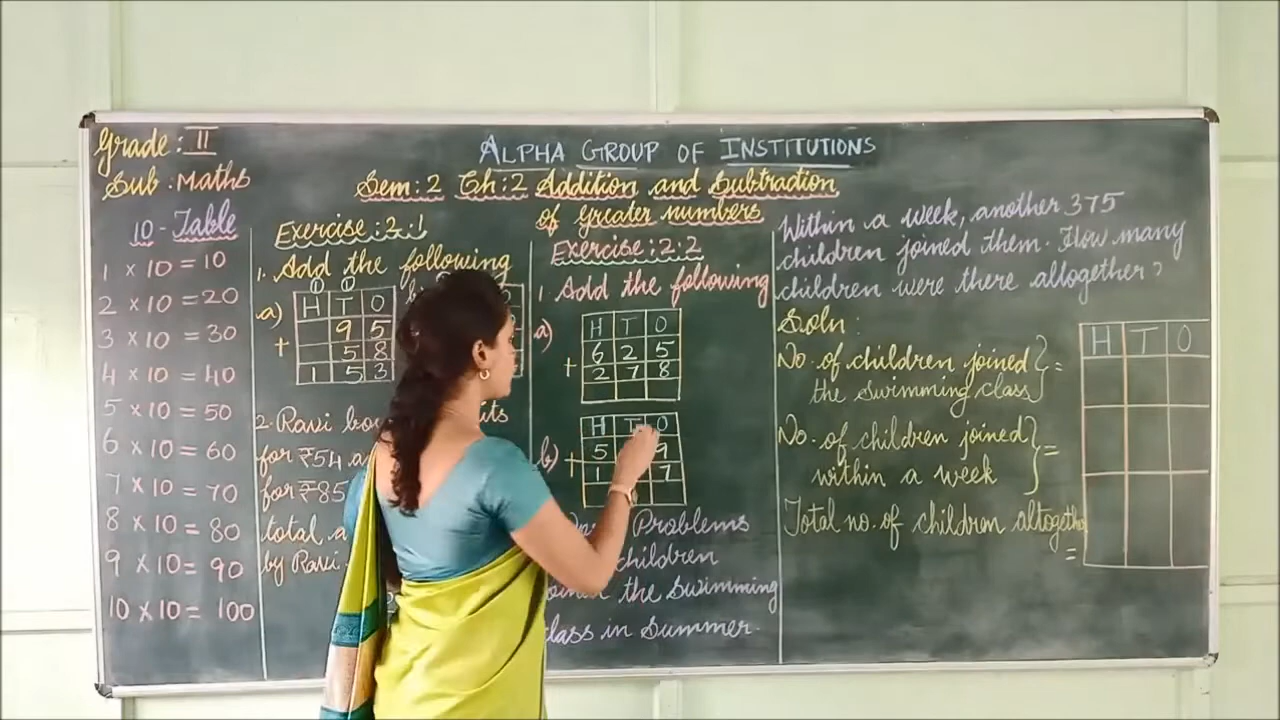 Grade: II
Sub: Maths
ALPHA GROUP OF INSTITUTIONS
Sem:2 Ch:2 Addition and Subtraction
of Greater numbers
10 - Table
1 × 10 = 10
2 × 10 = 20
3 × 10 = 30
4 × 10 = 40
5 × 10 = 50
6 × 10 = 60
7 × 10 = 70
8 × 10 = 80
9 × 10 = 90
10 × 10 = 100
Exercise: 2.1
1. Add the following
1 1
a) H T O
9 5
+ 5 8
1 5 3
2. Ravi
for ₹54
for ₹85
total
by Ravi
Exercise: 2.2
1. Add the following
a) H T O
6 2 5
+ 2 7 8
b) H T O
5 9
+ 1 7
Problems
children
the swimming
class in summer.
Within a week, another 375
children joined them. How many
children were there altogether?
Soln:
No. of children joined
the swimming class } =
No. of children joined
within a week } =
Total no. of children altogethe
=
H T O